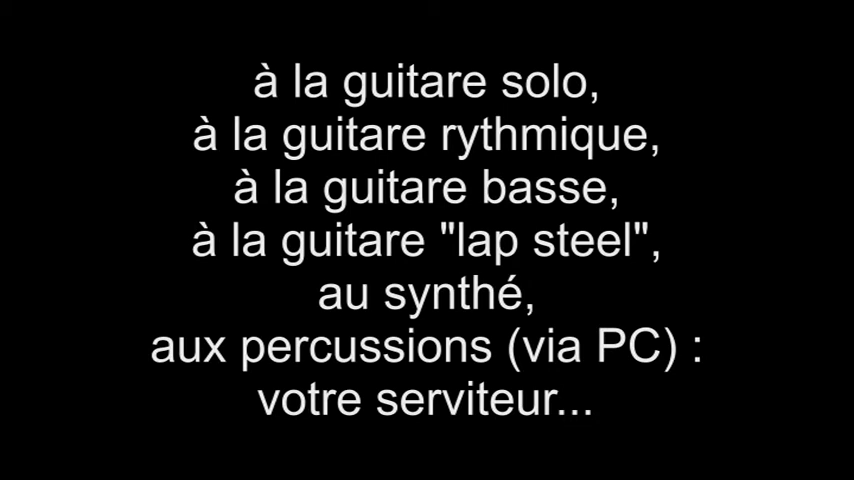 à la guitare solo,
à la guitare rythmique,
à la guitare basse,
à la guitare "lap steel",
au synthé,
aux percussions (via PC) :
votre serviteur...